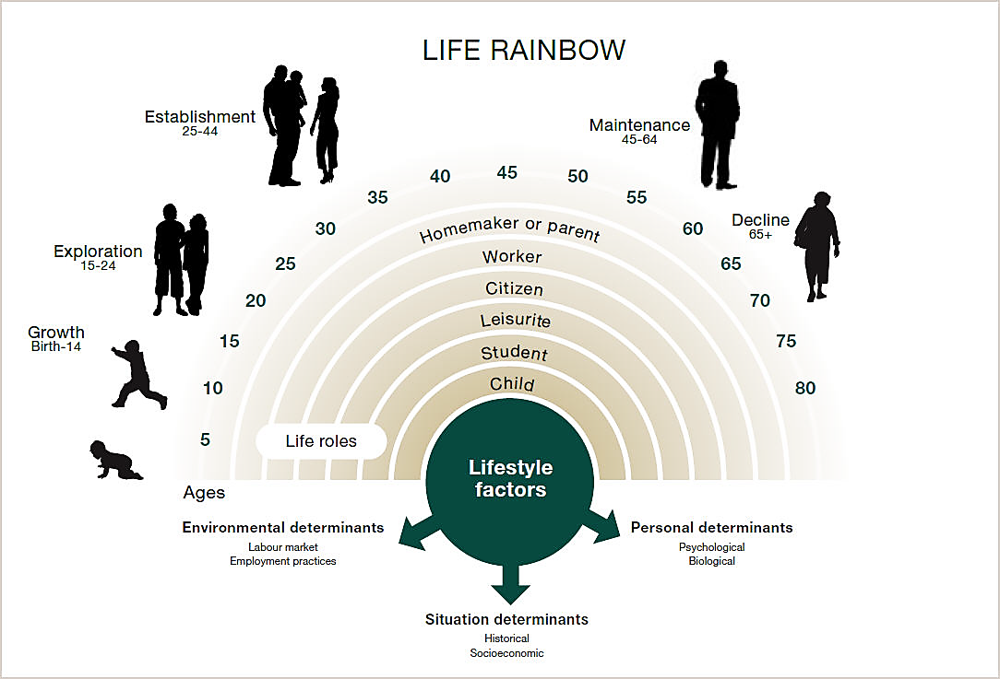 LIFE RAINBOW
Establishment
25-44
Maintenance
45-64
Exploration
15-24
Decline
65+
Growth
Birth-14
5
10
15
20
25
30
35
40
45
50
55
60
65
70
75
80
Homemaker or parent
Worker
Citizen
Leisurite
Student
Child
Life roles
Ages
Lifestyle
factors
Environmental determinants
Labour market
Employment practices
Personal determinants
Psychological
Biological
Situation determinants
Historical
Socioeconomic